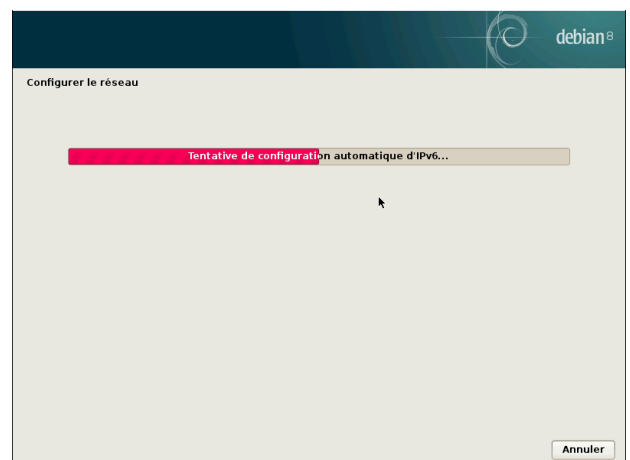 debian 8
Configurer le réseau
Tentative de configuration automatique d'IPv6...
Annuler